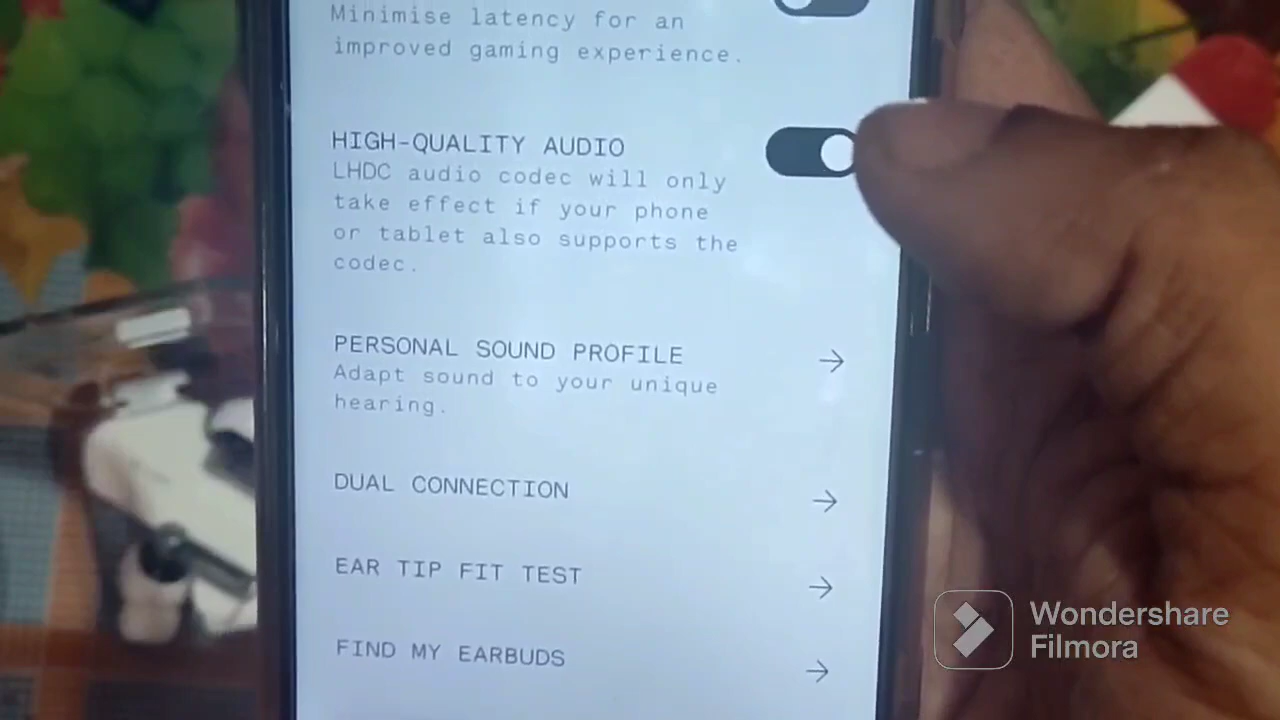 Minimise latency for an
improved gaming experience.
HIGH-QUALITY AUDIO
LHDC audio codec will only
take effect if your phone
or tablet also supports the
codec.
PERSONAL SOUND PROFILE
Adapt sound to your unique
hearing.
DUAL CONNECTION
EAR TIP FIT TEST
FIND MY EARBUDS
Wondershare
Filmora